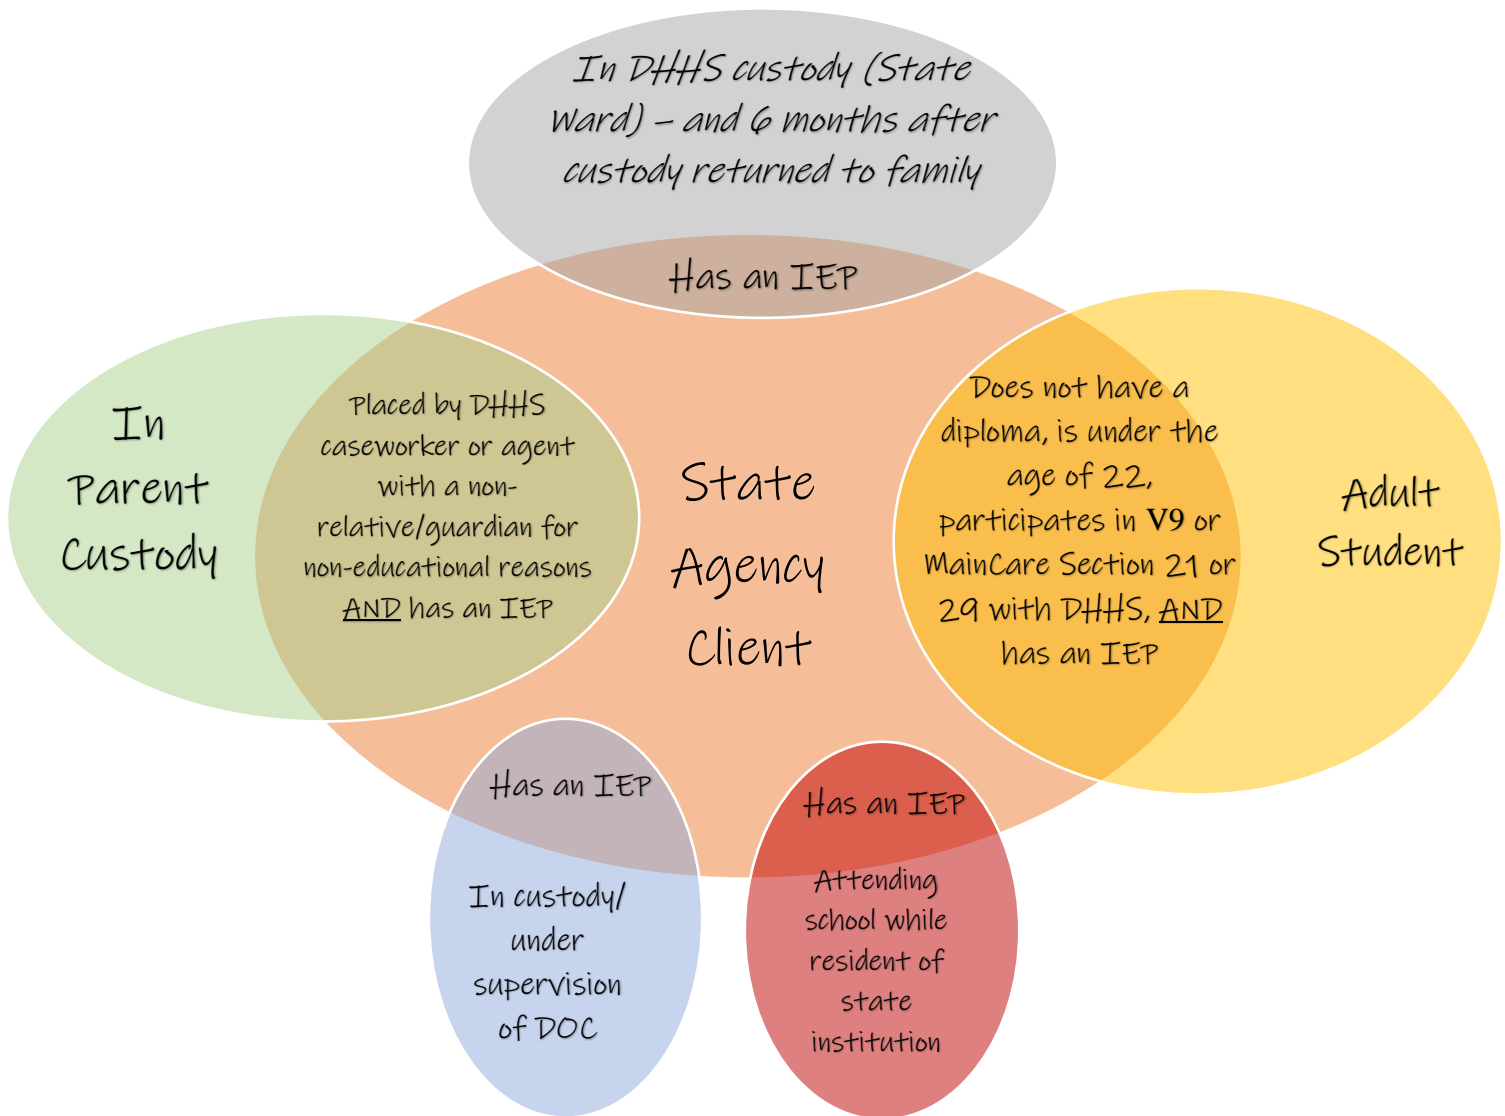 In DHHS custody (State
Ward) – and 6 months after
custody returned to family
Has an IEP
In
Parent
Custody
Placed by DHHS
caseworker or agent
with a non-
relative/guardian for
non-educational reasons
AND has an IEP
State
Agency
Client
Does not have a
diploma, is under the
age of 22,
participates in V9 or
MainCare Section 21 or
29 with DHHS, AND
has an IEP
Adult
Student
Has an IEP
In custody/
under
supervision
of DOC
Has an IEP
Attending
school while
resident of
state
institution